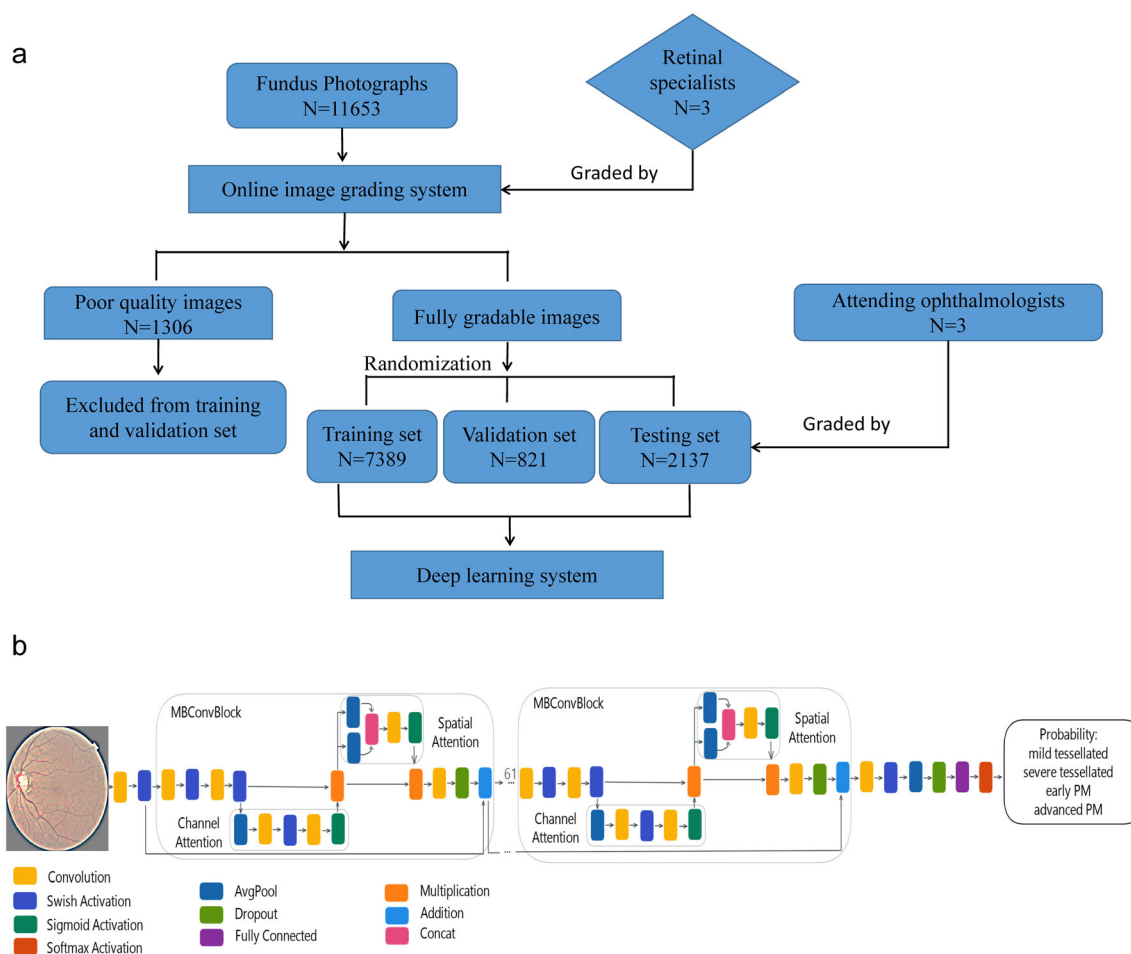 a
Fundus Photographs
N=11653
Retinal
specialists
N=3
Online image grading system
Graded by
Poor quality images
N=1306
Fully gradable images
Attending ophthalmologists
N=3
Randomization
Excluded from training
and validation set
Training set
N=7389
Validation set
N=821
Testing set
N=2137
Graded by
Deep learning system
b
MBConvBlock
Spatial
Attention
Channel
Attention
...
61
MBConvBlock
Spatial
Attention
Channel
Attention
...
Probability:
mild tessellated
severe tessellated
early PM
advanced PM
Convolution
Swish Activation
Sigmoid Activation
Softmax Activation
AvgPool
Dropout
Fully Connected
Multiplication
Addition
Concat